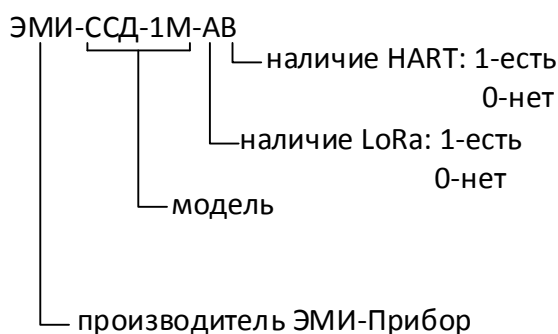 ЭМИ-ССД-1М-АВ
наличие HART: 1-есть
0-нет
наличие LoRa: 1-есть
0-нет
модель
производитель ЭМИ-Прибор